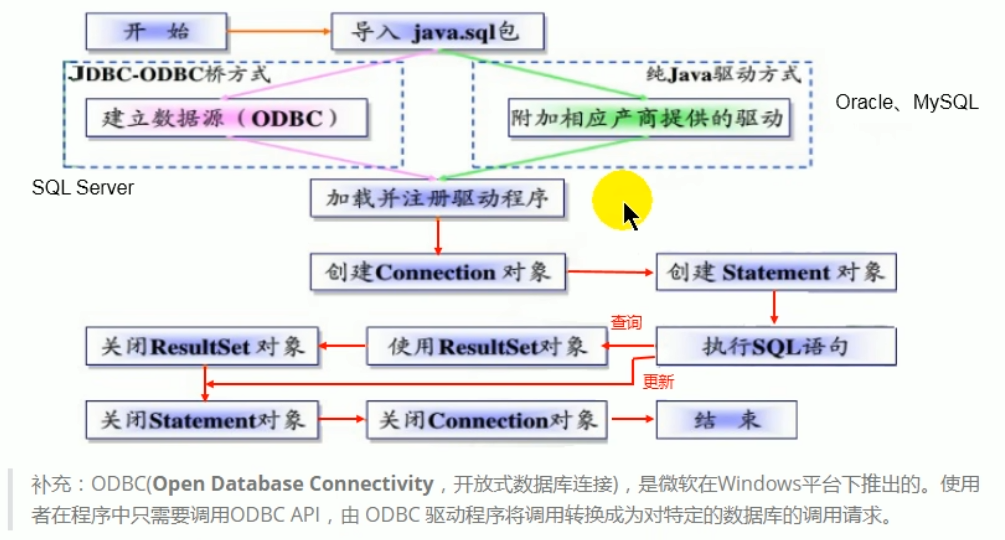 开 始
导入 java.sql包
JDBC-ODBC桥方式
纯Java驱动方式
建立数据源（ODBC）
附加相应产商提供的驱动
Oracle、MySQL
SQL Server
加载并注册驱动程序
创建Connection 对象
创建 Statement 对象
查询
关闭ResultSet 对象
使用ResultSet对象
执行SQL语句
更新
关闭Statement对象
关闭Connection对象
结 束
补充：ODBC(Open Database Connectivity，开放式数据库连接)，是微软在Windows平台下推出的。使用
者在程序中只需要调用ODBC API，由 ODBC 驱动程序将调用转换成为对特定的数据库的调用请求。